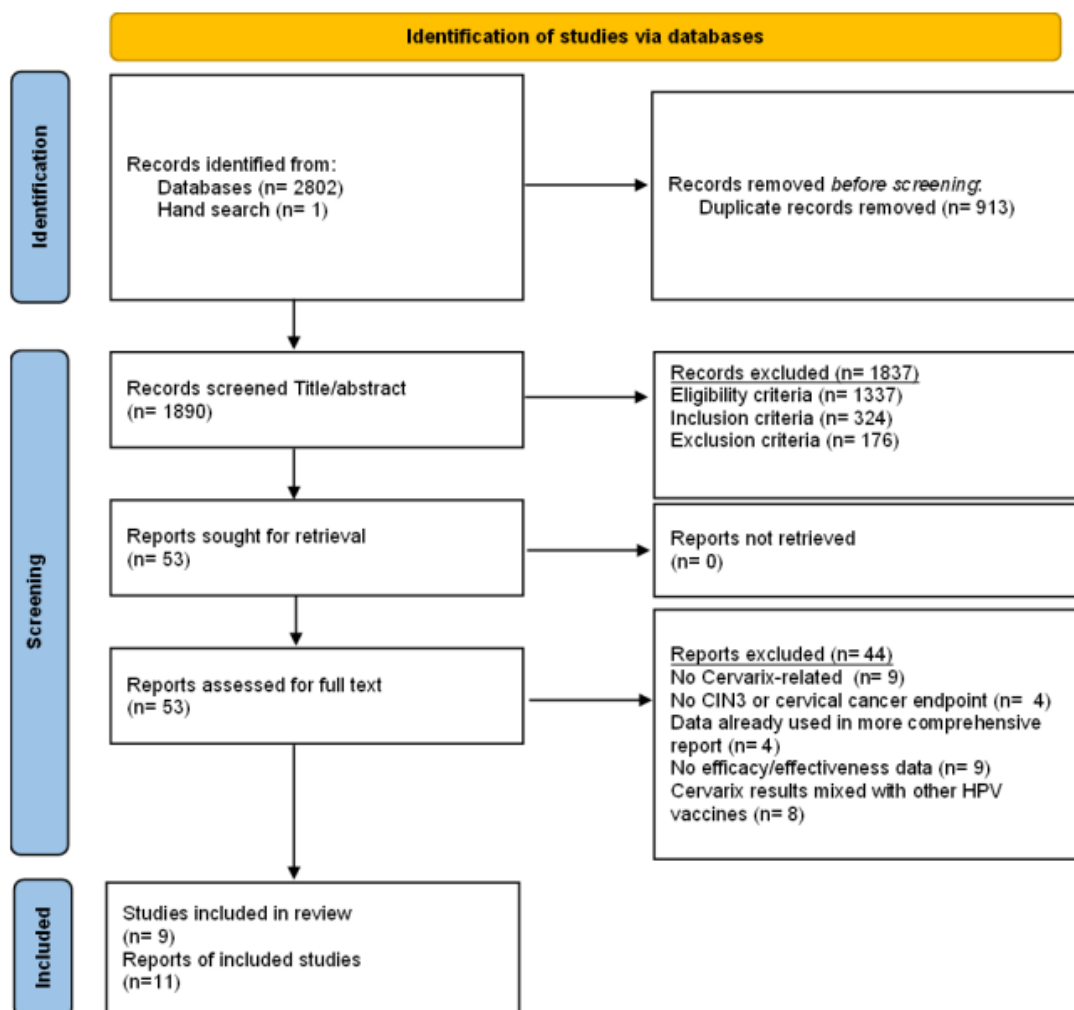 Identification of studies via databases
Identification
Records identified from:
Databases (n= 2802)
Hand search (n= 1)
Records removed before screening:
Duplicate records removed (n= 913)
Screening
Records screened Title/abstract
(n= 1890)
Records excluded (n= 1837)
Eligibility criteria (n= 1337)
Inclusion criteria (n= 324)
Exclusion criteria (n= 176)
Reports sought for retrieval
(n= 53)
Reports not retrieved
(n= 0)
Reports assessed for full text
(n= 53)
Reports excluded (n= 44)
No Cervarix-related (n= 9)
No CIN3 or cervical cancer endpoint (n= 4)
Data already used in more comprehensive
report (n= 4)
No efficacy/effectiveness data (n= 9)
Cervarix results mixed with other HPV
vaccines (n= 8)
Included
Studies included in review
(n= 9)
Reports of included studies
(n=11)